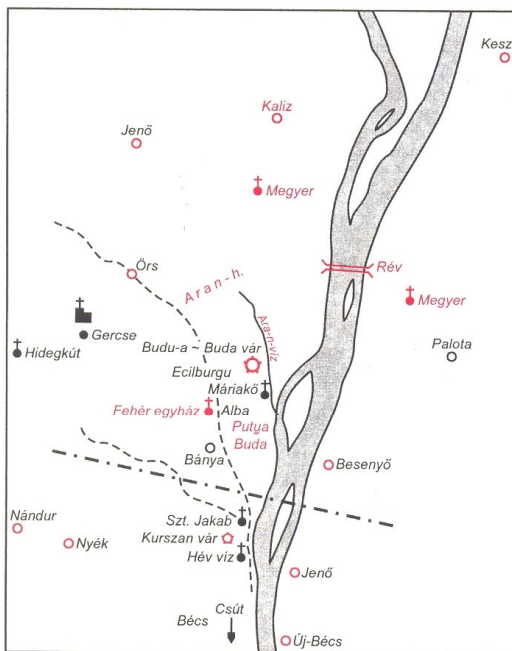 Kesz
Kaliz
Jenő
Megyer
Örs
Aran-h.
Rév
Megyer
Aran-víz
Gercse
Hidegkút
Budu-a ~ Buda vár
Ecilburgu
Palota
Máriakő
Fehér egyház
Alba
Putua
Buda
Bánya
Besenyő
Nándur
Nyék
Szt. Jakab
Kurszan vár
Hév víz
Jenő
Csút
Bécs
Új-Bécs